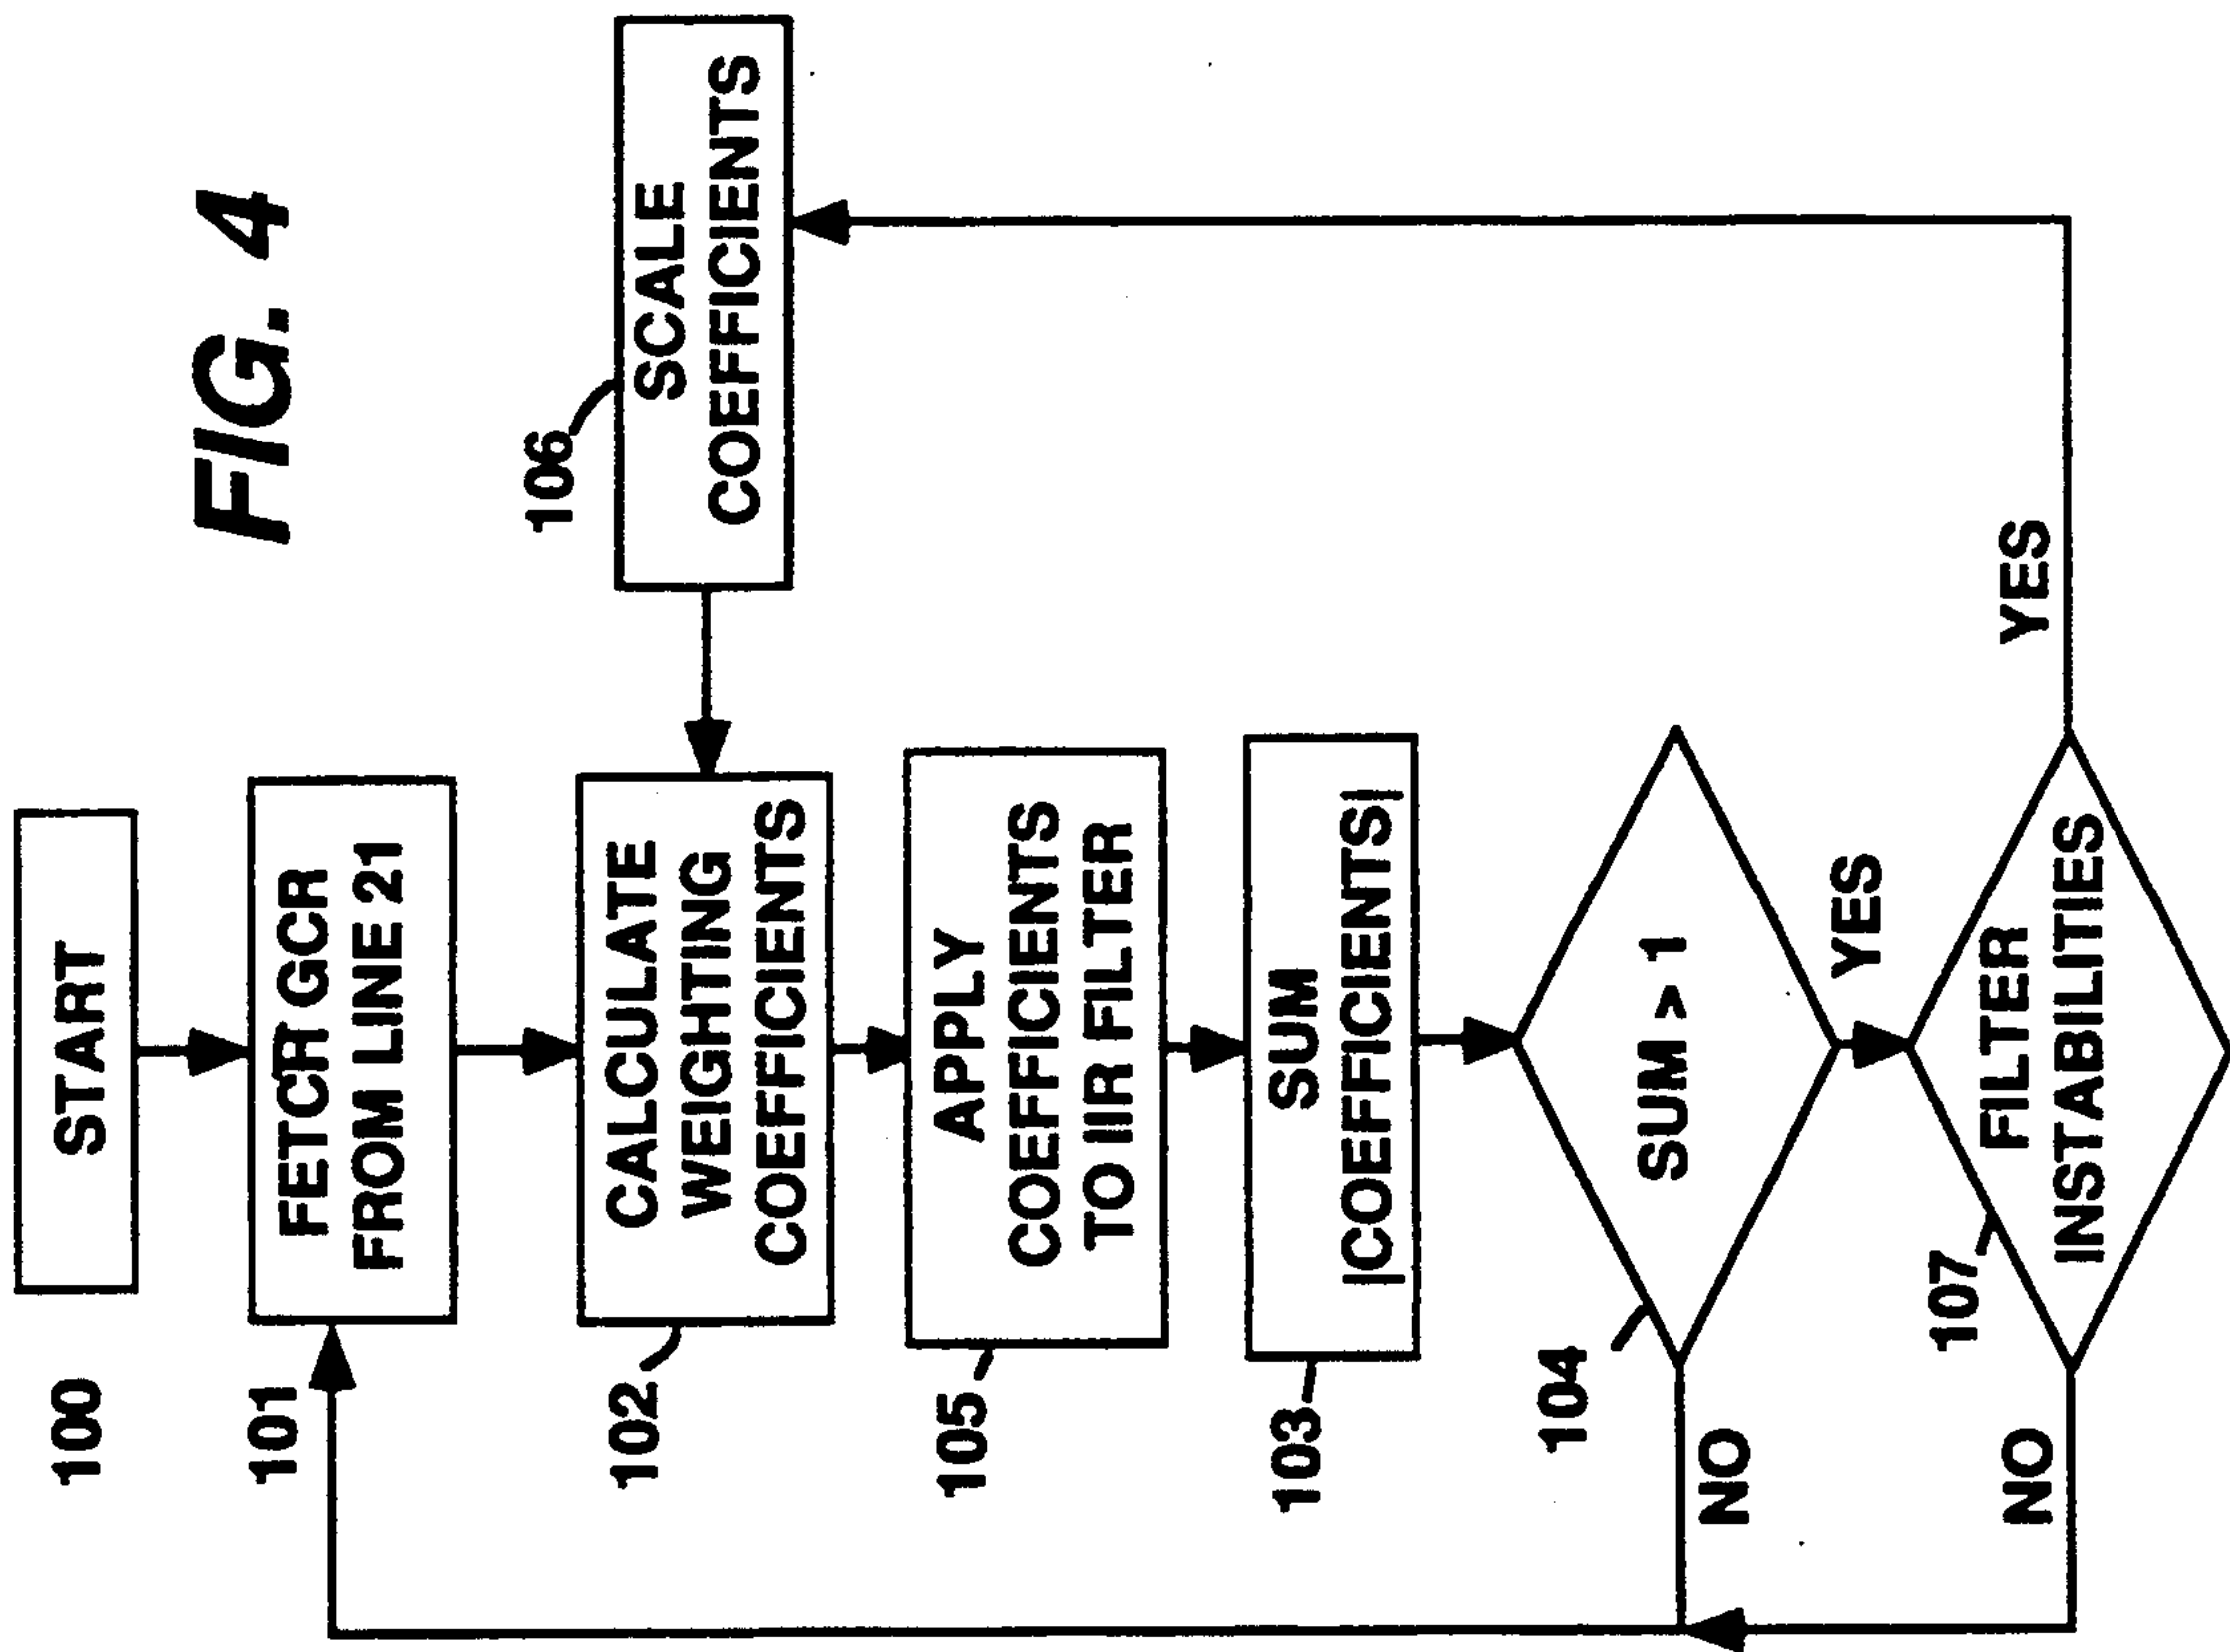 FIG. 4
100
START
101
FETCR GCR
FROM LINE 21
102
CALCULATE
WEIGHTING
COEFFICIENTS
106
SCALE
COEFFICIENTS
105
APPLY
COEFFICIENTS
TO IIR FILTER
103
SUM
|COEFFICIENTS|
104
SUM > 1
NO
YES
107
FILTER
INSTABILITIES
NO
YES